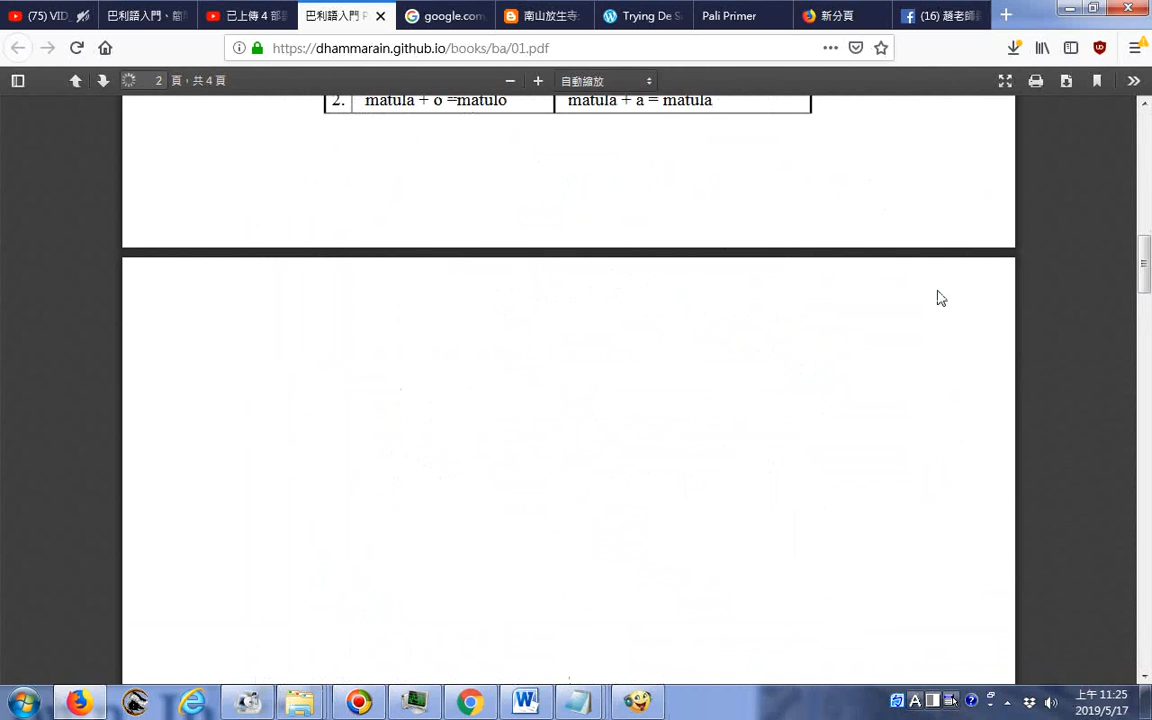 (75) VID_
巴利語入門、簡
已上傳 4 部影
巴利語入門 P
google.com
南山放生寺
Trying De S
Pali Primer
新分頁
(16) 趙老師
https://dhammarain.github.io/books/ba/01.pdf
2 頁，共 4 頁
自動縮放
2. matula + o =matulo matula + a = matula
上午 11:25
2019/5/17